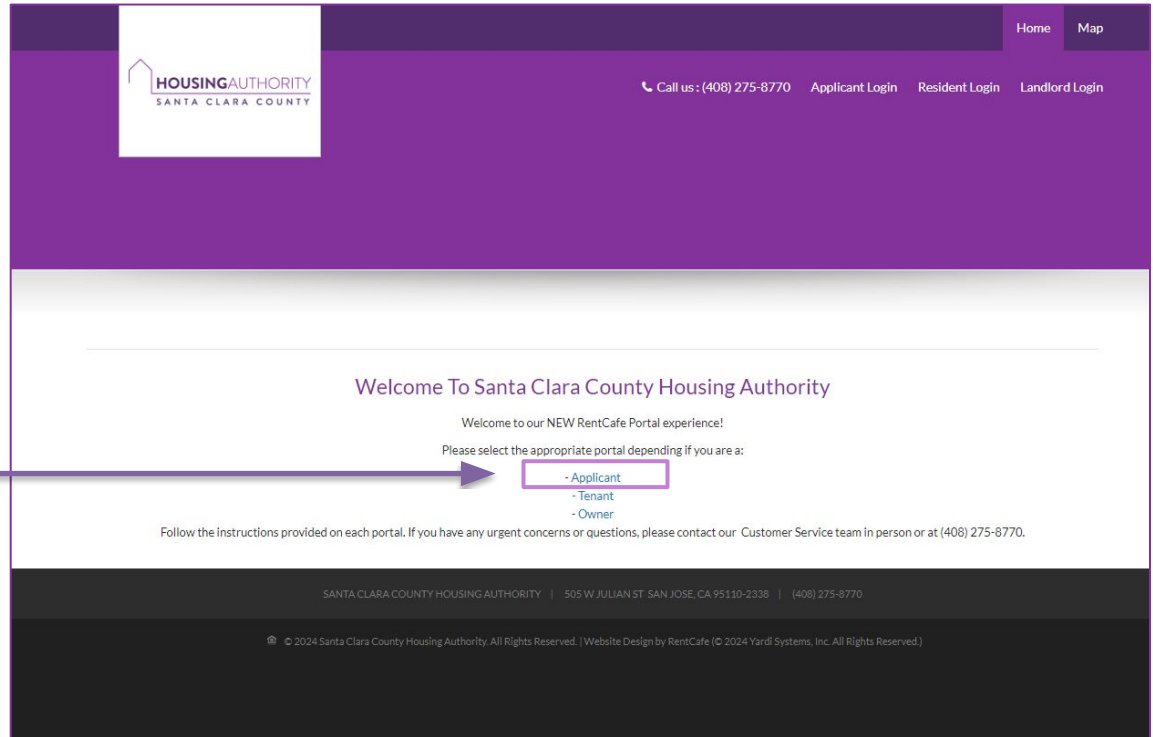 Home Map
HOUSINGAUTHORITY
SANTA CLARA COUNTY
Call us : (408) 275-8770 Applicant Login Resident Login Landlord Login
Welcome To Santa Clara County Housing Authority
Welcome to our NEW RentCafe Portal experience!
Please select the appropriate portal depending if you are a:
- Applicant
- Tenant
- Owner
Follow the instructions provided on each portal. If you have any urgent concerns or questions, please contact our Customer Service team in person or at (408) 275-8770.
SANTA CLARA COUNTY HOUSING AUTHORITY | 505 W JULIAN ST SAN JOSE, CA 95110-2338 | (408) 275-8770
© 2024 Santa Clara County Housing Authority. All Rights Reserved. | Website Design by RentCafe (© 2024 Yardi Systems, Inc. All Rights Reserved.)